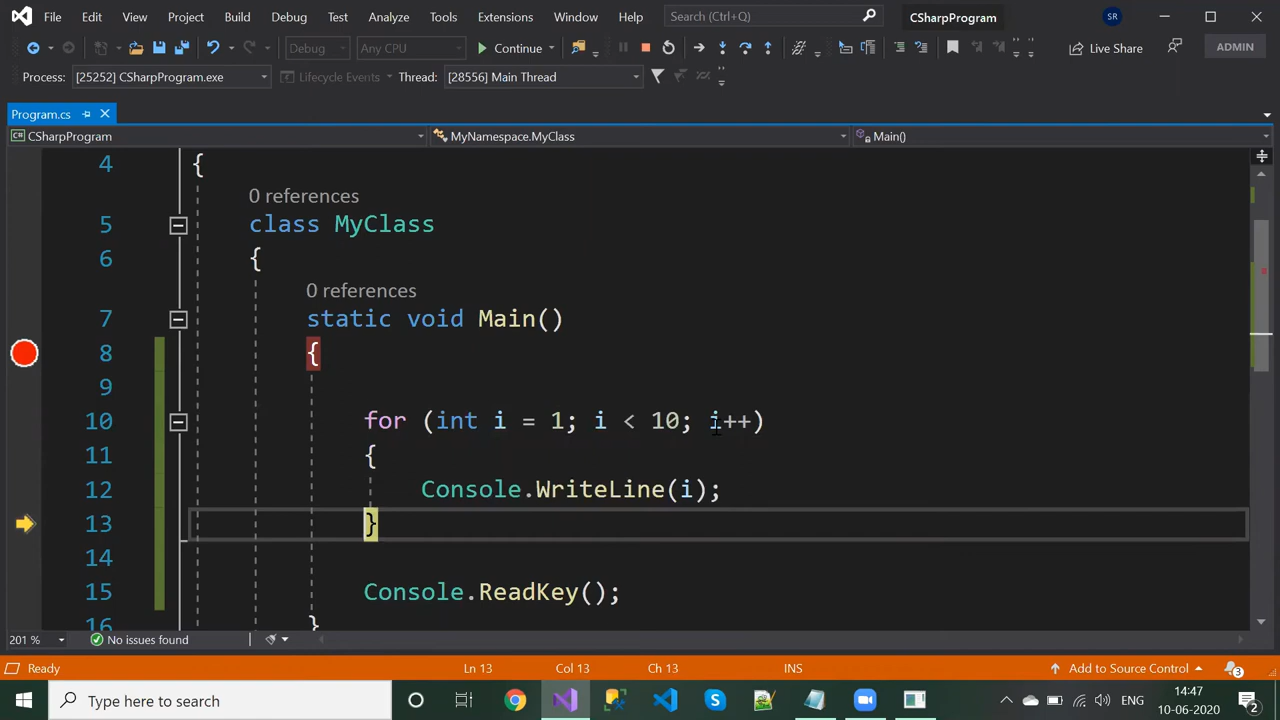 File Edit View Project Build Debug Test Analyze Tools Extensions Window Help Search (Ctrl+Q) CSharpProgram SR
Debug Any CPU Continue Live Share ADMIN
Process: [25252] CSharpProgram.exe Lifecycle Events Thread: [28556] Main Thread
Program.cs
C# CSharpProgram MyNamespace.MyClass Main()
4 {
0 references
5 class MyClass
6 {
0 references
7 static void Main()
8 {
9
10 for (int i = 1; i < 10; i++)
11 {
12 Console.WriteLine(i);
13 }
14
15 Console.ReadKey();
16 }
201 % No issues found
Ready Ln 13 Col 13 Ch 13 INS Add to Source Control 3
Type here to search ENG 14:47
10-06-2020 2